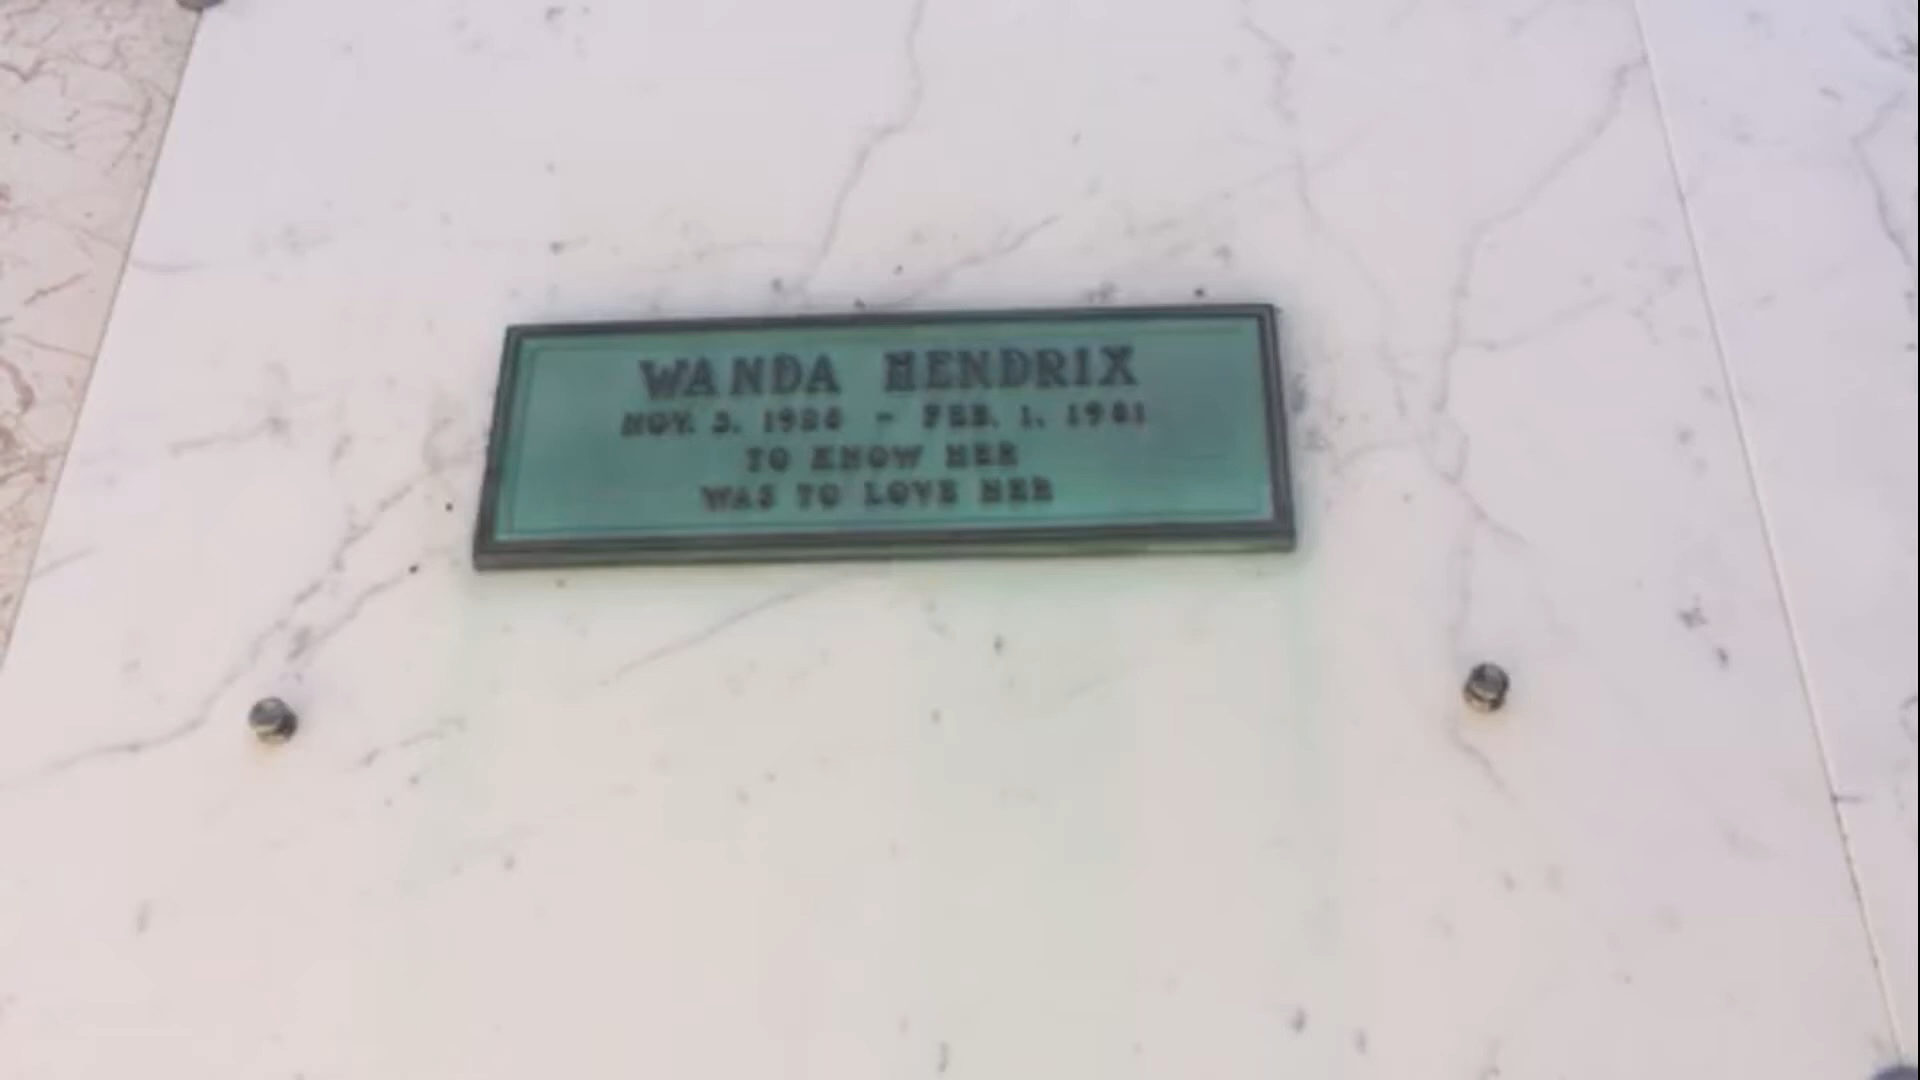 WANDA HENDRIX
NOV. 3, 1928 - FEB. 1, 1981
TO KNOW HER
WAS TO LOVE HER